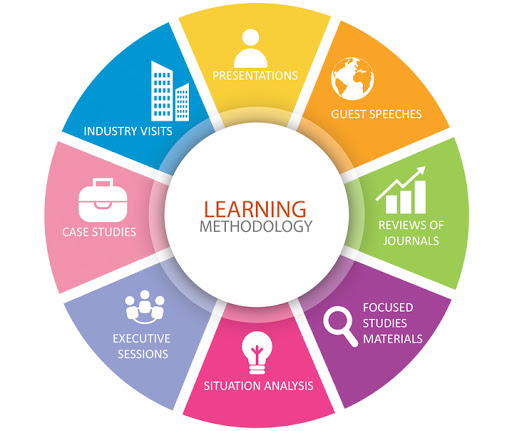 PRESENTATIONS
GUEST SPEECHES
REVIEWS OF
JOURNALS
FOCUSED
STUDIES
MATERIALS
SITUATION ANALYSIS
EXECUTIVE
SESSIONS
CASE STUDIES
INDUSTRY VISITS
LEARNING
METHODOLOGY